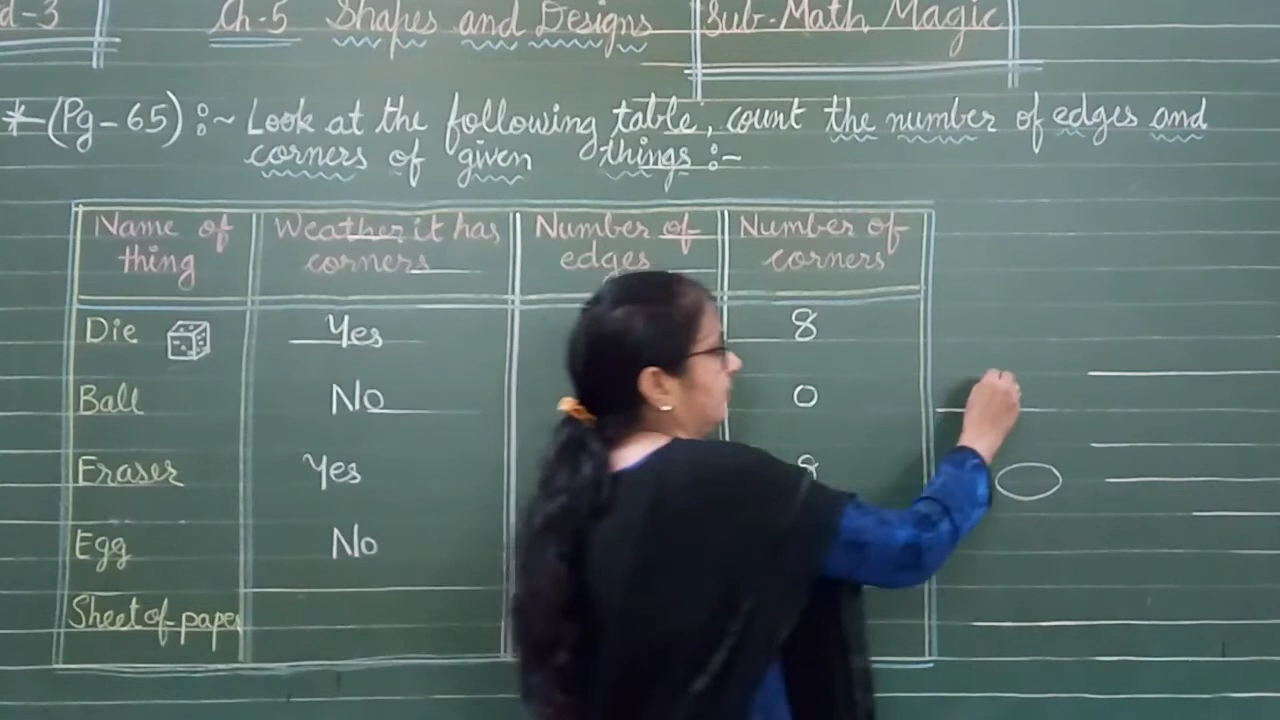 d-3 Ch-5 Shapes and Designs Sub-Math Magic
* (Pg-65) :~ Look at the following table, count the number of edges and
corners of given things :-
Name of thing Weather it has corners Number of edges Number of corners
Die Yes 8
Ball No 0
Eraser Yes 8
Egg No
Sheet of paper